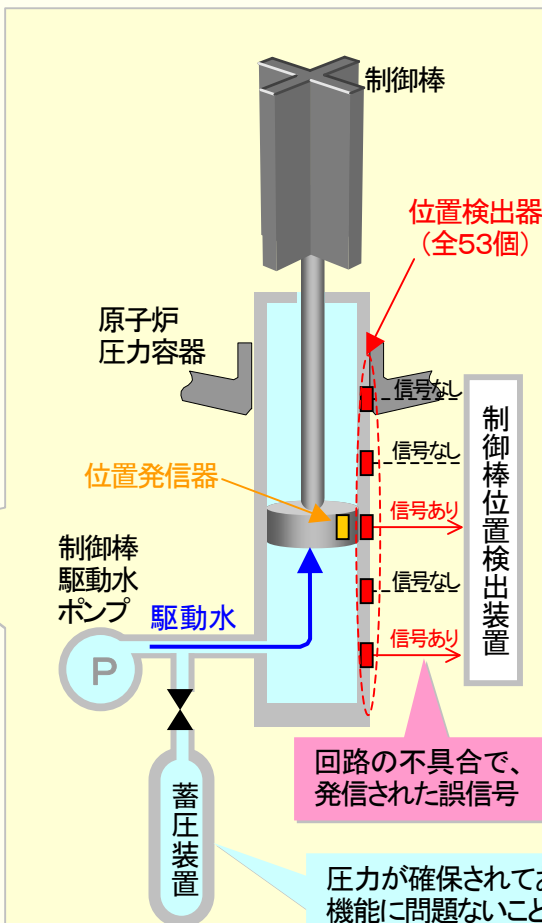 制御棒
位置検出器
（全53個）
原子炉
圧力容器
信号なし
信号なし
位置発信器
信号あり
制御棒位置検出装置
制御棒
駆動水
ポンプ
信号なし
駆動水
信号あり
P
回路の不具合で、
発信された誤信号
蓄圧装置
圧力が確保されてお
機能に問題ないこと